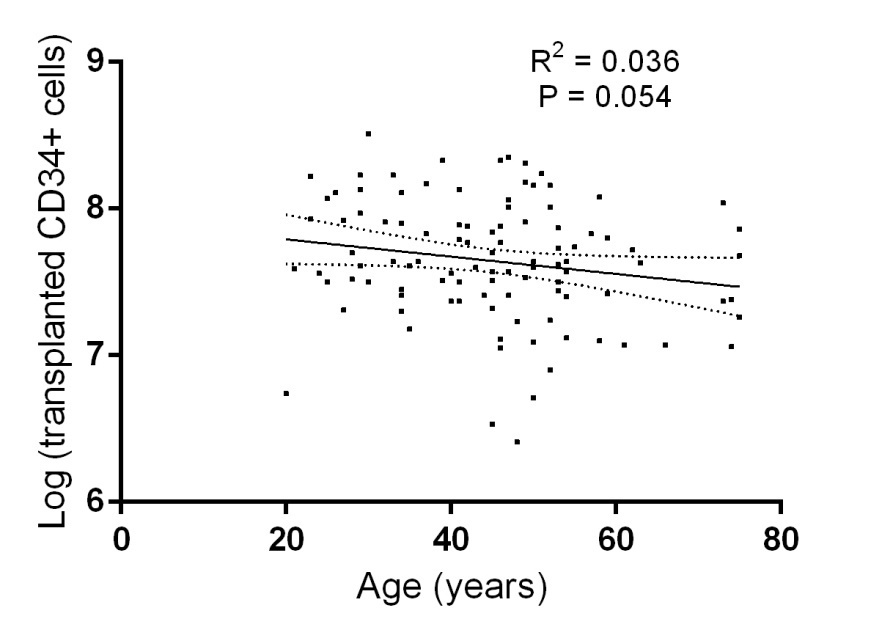 R² = 0.036
P = 0.054
Log (transplanted CD34+ cells)
9
8
7
6
0 20 40 60 80
Age (years)